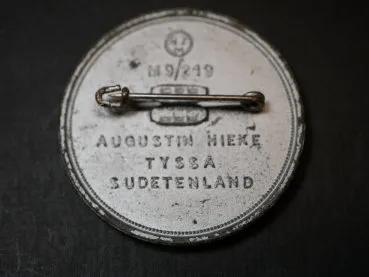 M9/249
AUGUSTIN HIEKE
TYSSA
SUDETENLAND